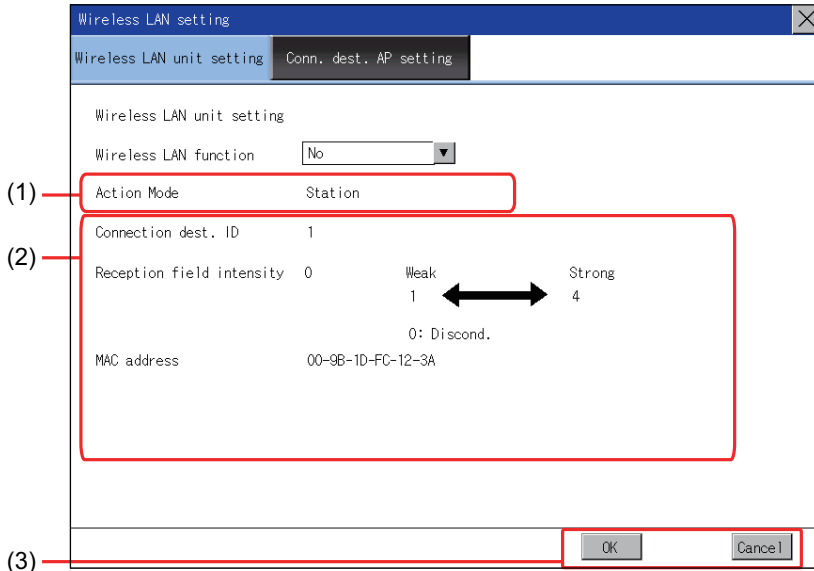 Wireless LAN setting
Wireless LAN unit setting Conn. dest. AP setting
Wireless LAN unit setting
Wireless LAN function No
(1) Action Mode Station
Connection dest. ID 1
(2)
Reception field intensity 0 Weak Strong
1 4
0: Discond.
MAC address 00-9B-1D-FC-12-3A
OK Cancel
(3)